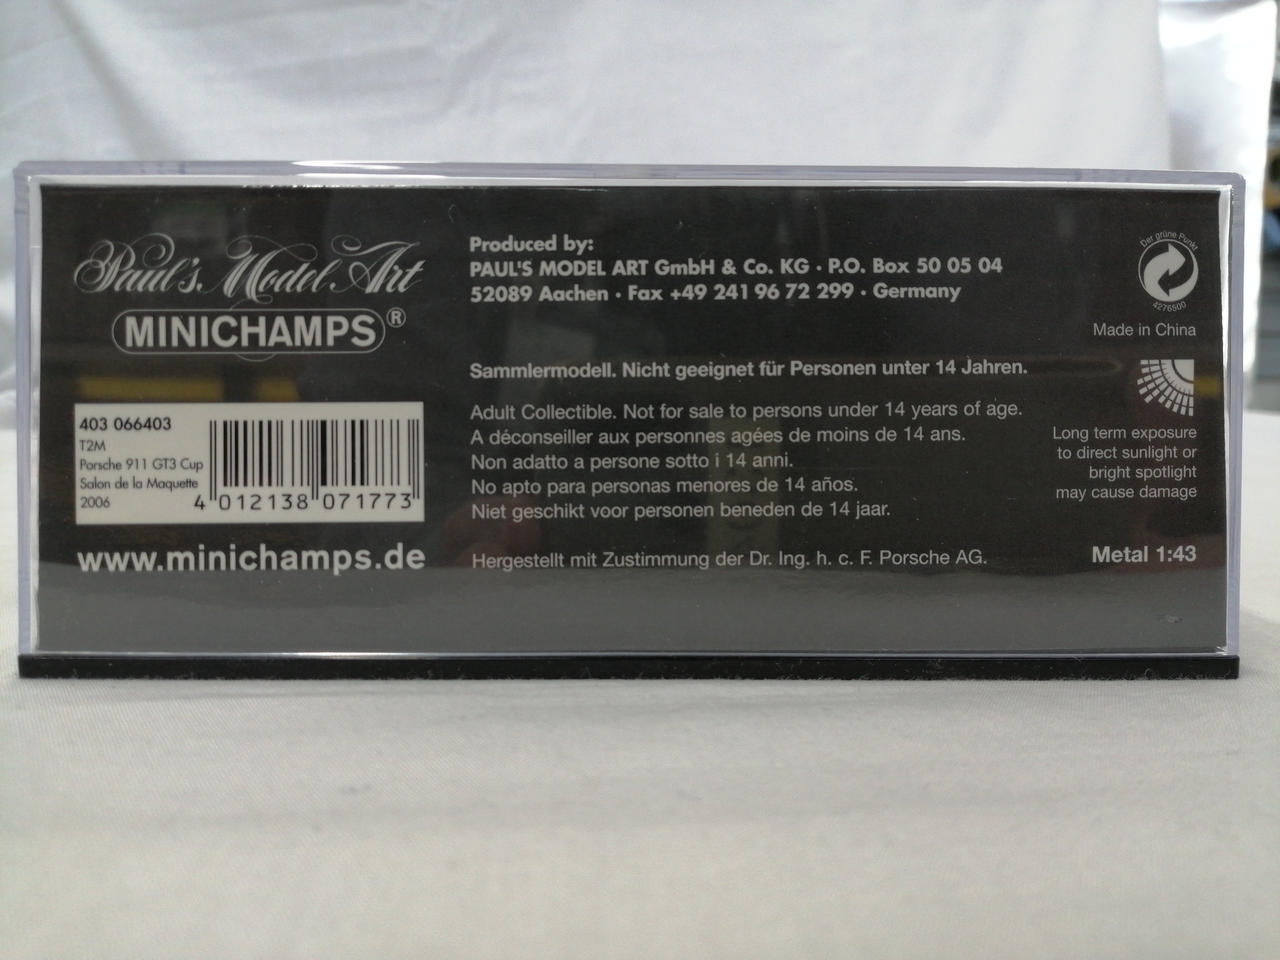 Paul's Model Art
MINICHAMPS®
403 066403
T2M
Porsche 911 GT3 Cup
Salon de la Maquette
2006
4 012138 071773
www.minichamps.de
Produced by:
PAUL'S MODEL ART GmbH & Co. KG · P.O. Box 50 05 04
52089 Aachen · Fax +49 241 96 72 299 · Germany
Sammlermodell. Nicht geeignet für Personen unter 14 Jahren.
Adult Collectible. Not for sale to persons under 14 years of age.
A déconseiller aux personnes agées de moins de 14 ans.
Non adatto a persone sotto i 14 anni.
No apto para personas menores de 14 años.
Niet geschikt voor personen beneden de 14 jaar.
Hergestellt mit Zustimmung der Dr. Ing. h. c. F. Porsche AG.
Der grüne Punkt
4276500
Made in China
Long term exposure
to direct sunlight or
bright spotlight
may cause damage
Metal 1:43